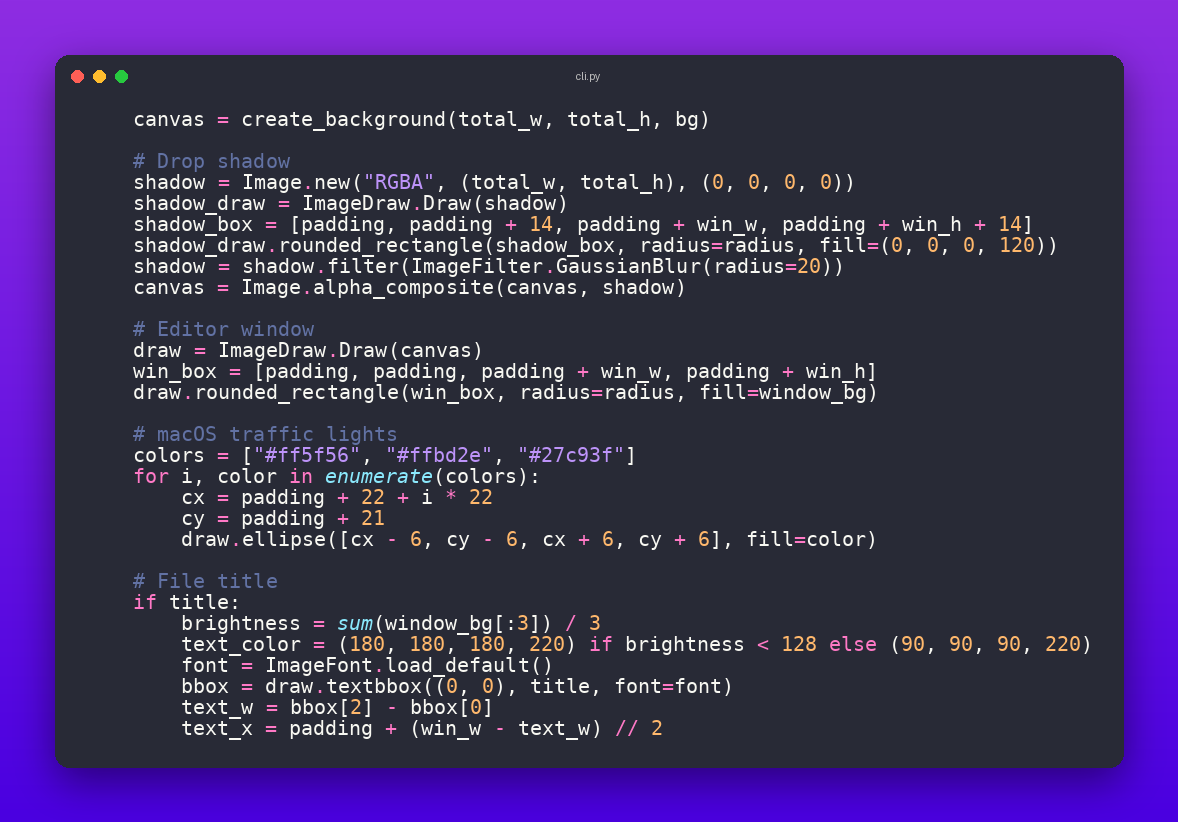 cli.py
canvas = create_background(total_w, total_h, bg)

# Drop shadow
shadow = Image.new("RGBA", (total_w, total_h), (0, 0, 0, 0))
shadow_draw = ImageDraw.Draw(shadow)
shadow_box = [padding, padding + 14, padding + win_w, padding + win_h + 14]
shadow_draw.rounded_rectangle(shadow_box, radius=radius, fill=(0, 0, 0, 120))
shadow = shadow.filter(ImageFilter.GaussianBlur(radius=20))
canvas = Image.alpha_composite(canvas, shadow)

# Editor window
draw = ImageDraw.Draw(canvas)
win_box = [padding, padding, padding + win_w, padding + win_h]
draw.rounded_rectangle(win_box, radius=radius, fill=window_bg)

# macOS traffic lights
colors = ["#ff5f56", "#ffbd2e", "#27c93f"]
for i, color in enumerate(colors):
    cx = padding + 22 + i * 22
    cy = padding + 21
    draw.ellipse([cx - 6, cy - 6, cx + 6, cy + 6], fill=color)

# File title
if title:
    brightness = sum(window_bg[:3]) / 3
    text_color = (180, 180, 180, 220) if brightness < 128 else (90, 90, 90, 220)
    font = ImageFont.load_default()
    bbox = draw.textbbox((0, 0), title, font=font)
    text_w = bbox[2] - bbox[0]
    text_x = padding + (win_w - text_w) // 2